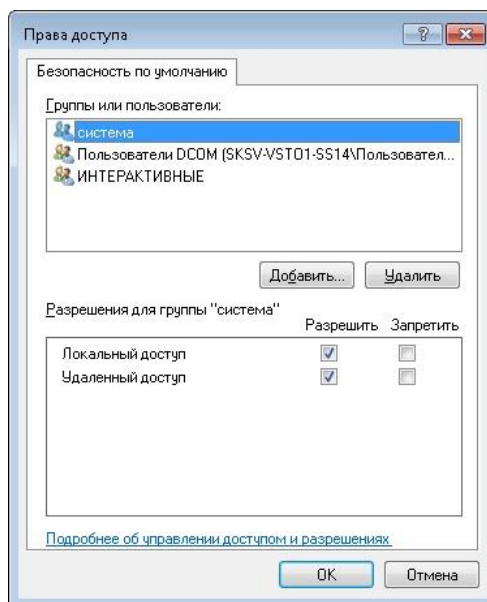 Права доступа
Безопасность по умолчанию
Группы или пользователи:
система
Пользователи DCOM (SKSV-VST01-SS14\Пользовател...
ИНТЕРАКТИВНЫЕ
Добавить... Удалить
Разрешения для группы "система"
Разрешить Запретить
Локальный доступ
Удаленный доступ
Подробнее об управлении доступом и разрешениях
ОК Отмена